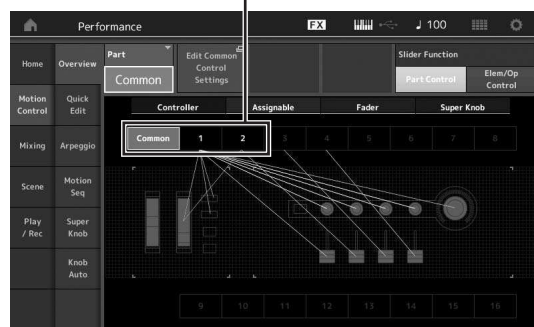 Performance FX ♩ 100
Home Overview Part Edit Common Control Settings Slider Function
Common Part Control Elem/Op Control
Motion Control Quick Edit Controller Assignable Fader Super Knob
Mixing Arpeggio Common 1 2 3 4 5 6 7 8
Scene Motion Seq
Play / Rec Super Knob
Knob Auto
9 10 11 12 13 14 15 16